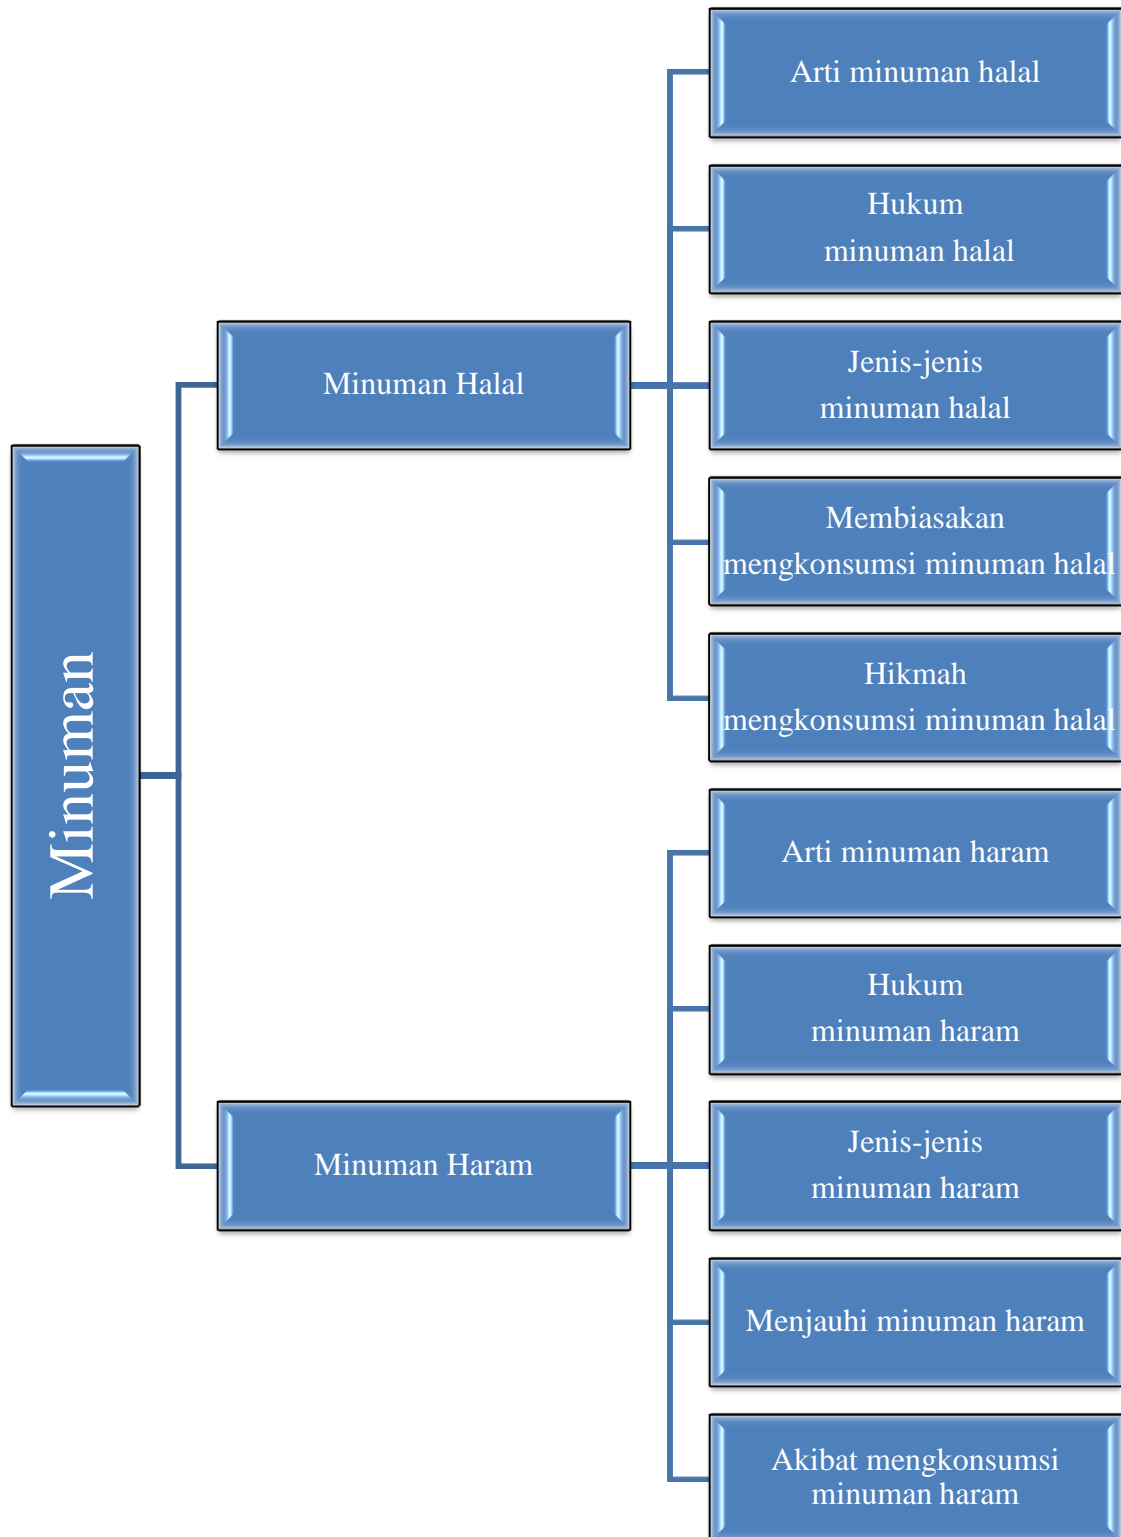 Minuman
Minuman Halal
Arti minuman halal
Hukum
minuman halal
Jenis-jenis
minuman halal
Membiasakan
mengkonsumsi minuman halal
Hikmah
mengkonsumsi minuman halal
Minuman Haram
Arti minuman haram
Hukum
minuman haram
Jenis-jenis
minuman haram
Menjauhi minuman haram
Akibat mengkonsumsi
minuman haram